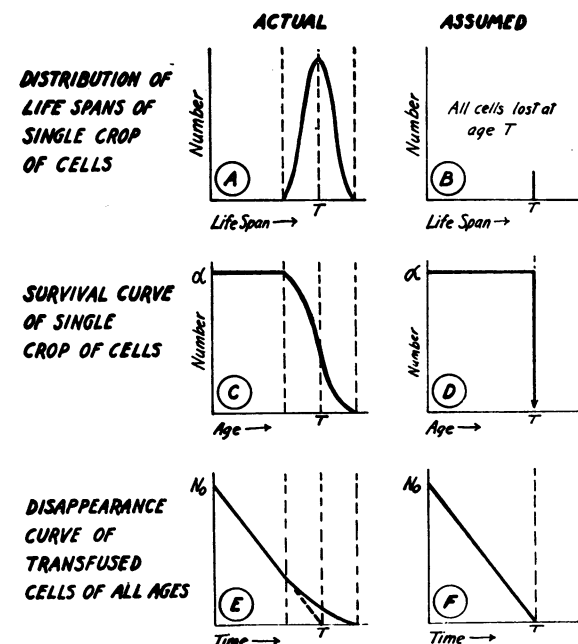 ACTUAL
ASSUMED
DISTRIBUTION OF
LIFE SPANS OF
SINGLE CROP
OF CELLS
Number
A
T
Life Span →
Number
All cells lost at
age T
B
T
Life Span →
SURVIVAL CURVE
OF SINGLE
CROP OF CELLS
α
Number
C
T
Age →
α
Number
D
T
Age →
DISAPPEARANCE
CURVE OF
TRANSFUSED
CELLS OF ALL AGES
N₀
E
T
Time →
N₀
F
T
Time →